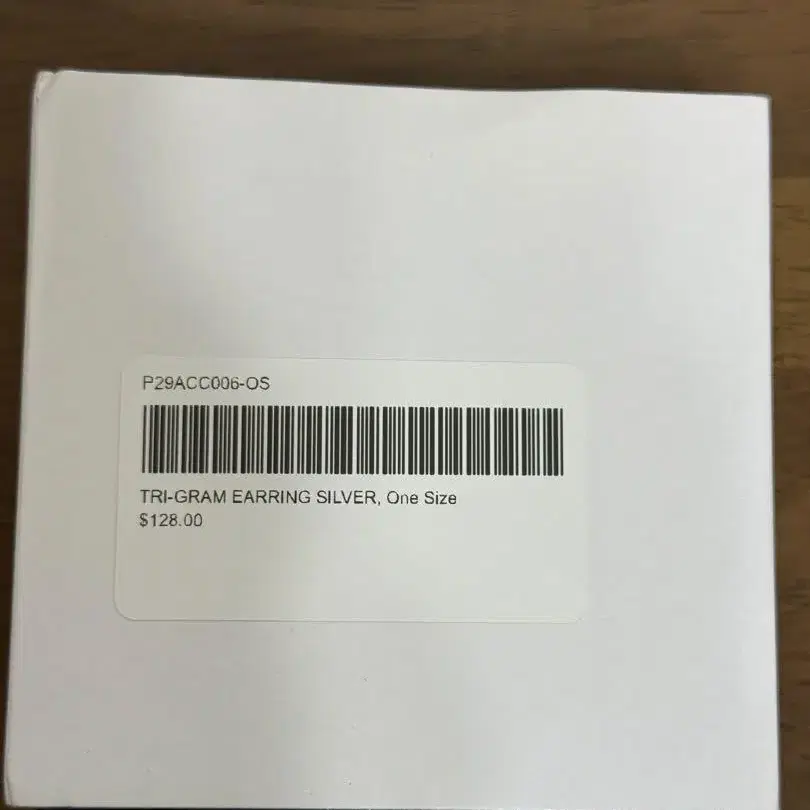 P29ACC006-OS
TRI-GRAM EARRING SILVER, One Size
$128.00